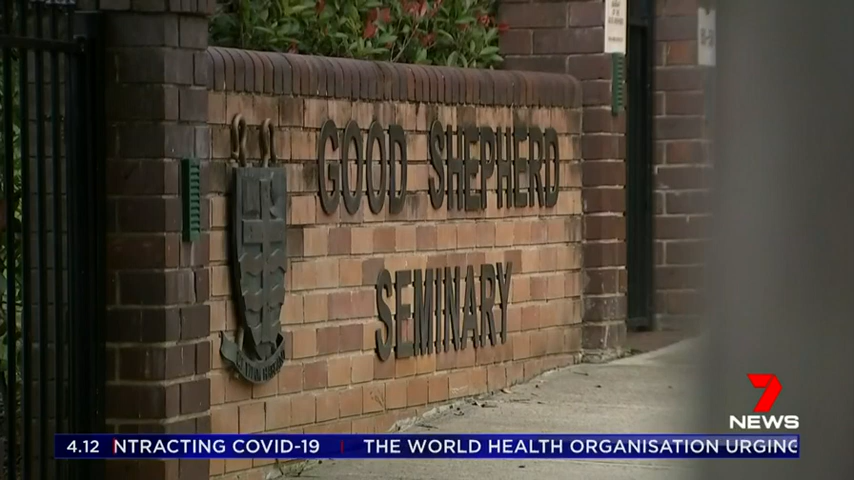 GOOD SHEPHERD
SEMINARY
7
NEWS
4.12 NTRACTING COVID-19 | THE WORLD HEALTH ORGANISATION URGING